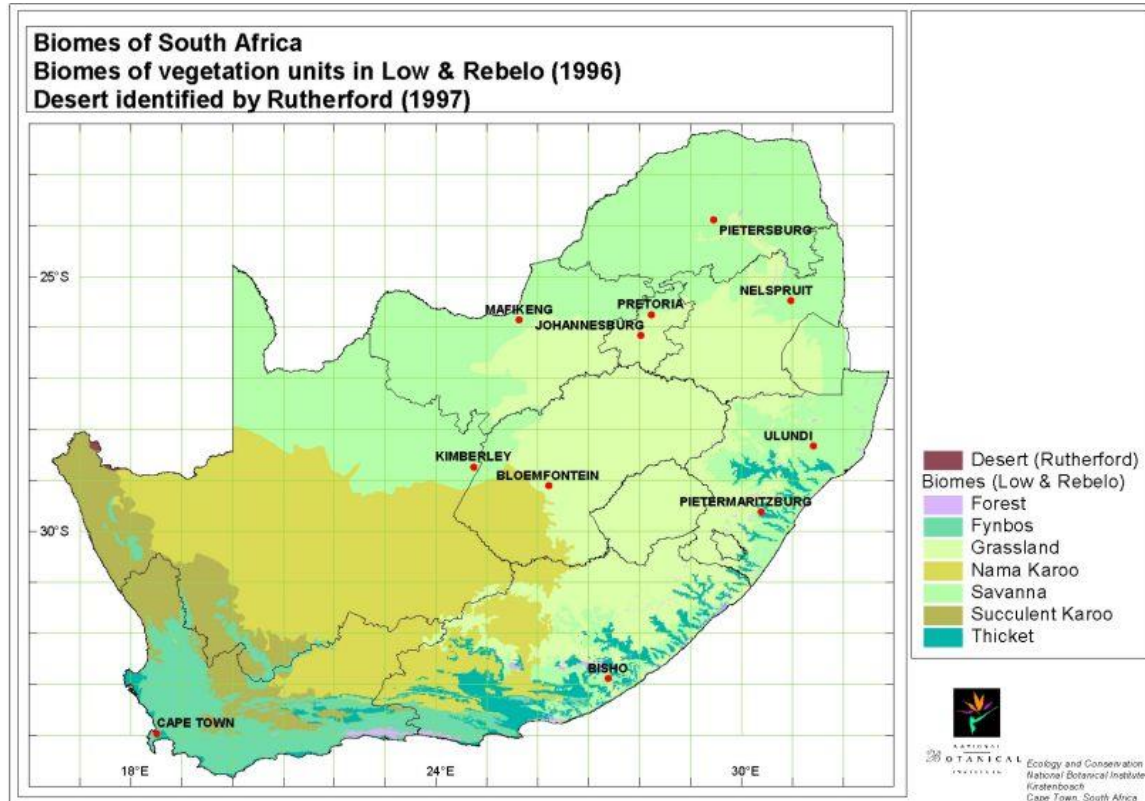 Biomes of South Africa
Biomes of vegetation units in Low & Rebelo (1996)
Desert identified by Rutherford (1997)
PIETERSBURG
25°S
NELSPRUIT
MAFIKENG
PRETORIA
JOHANNESBURG
ULUNDI
KIMBERLEY
BLOEMFONTEIN
PIETERMARITZBURG
30°S
BISHO
CAPE TOWN
18°E
24°E
30°E
Desert (Rutherford)
Biomes (Low & Rebelo)
Forest
Fynbos
Grassland
Nama Karoo
Savanna
Succulent Karoo
Thicket
NATIONAL
BOTANICAL
INSTITUTE
Ecology and Conservation
National Botanical Institute
Kirstenbosch
Cape Town, South Africa